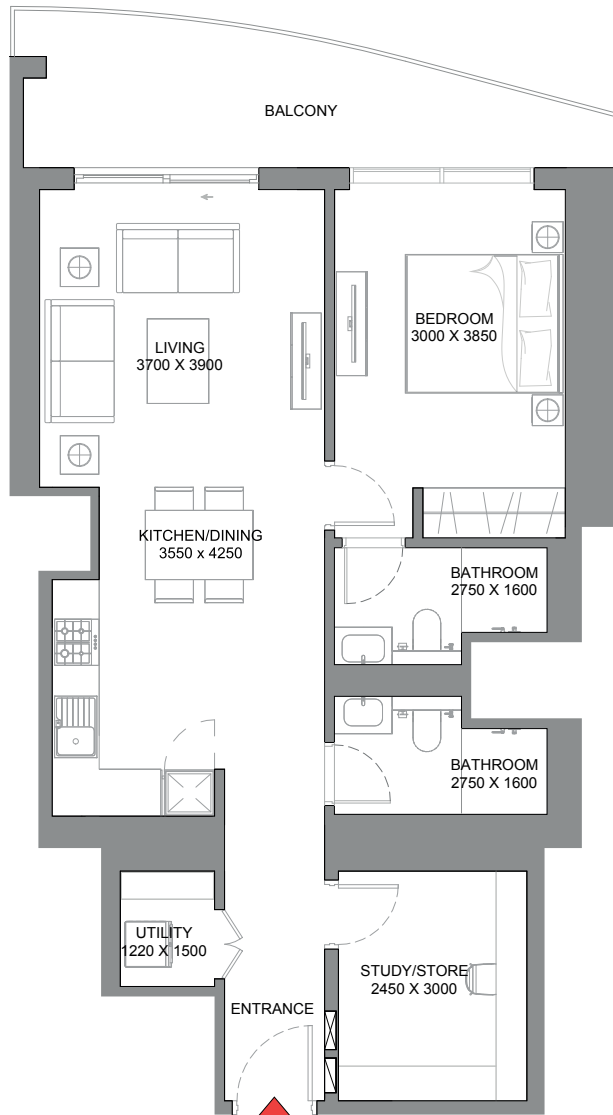 BALCONY
LIVING
3700 X 3900
BEDROOM
3000 X 3850
KITCHEN/DINING
3550 x 4250
BATHROOM
2750 X 1600
BATHROOM
2750 X 1600
UTILITY
1220 X 1500
STUDY/STORE
2450 X 3000
ENTRANCE